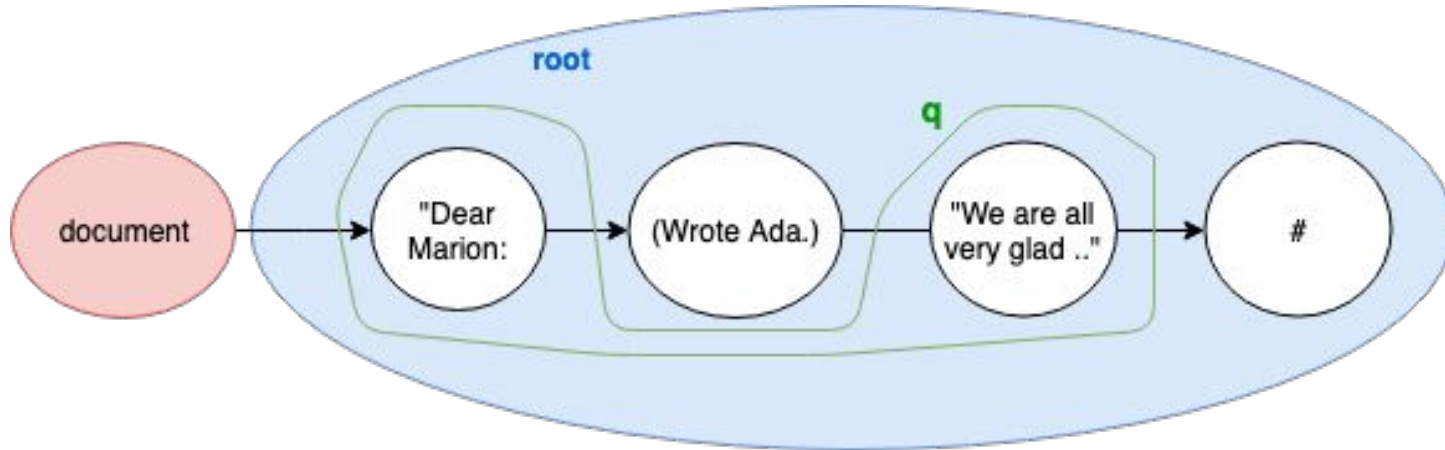 root
q
document
"Dear
Marion:
(Wrote Ada.)
"We are all
very glad .."
#